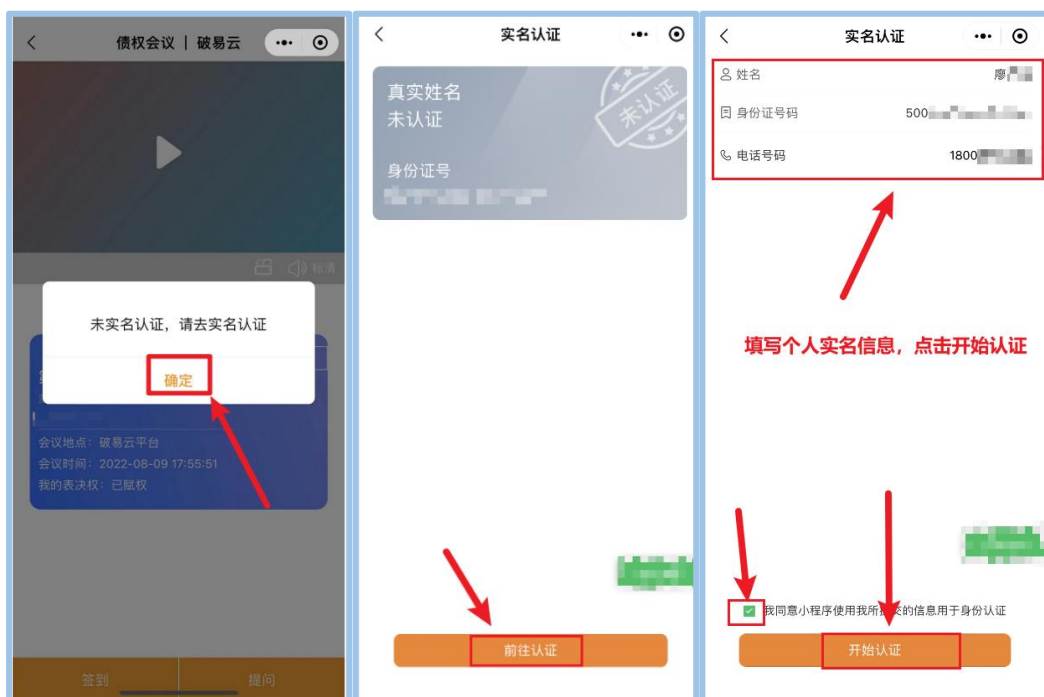 债权会议 | 破易云
标清
未实名认证，请去实名认证
确定
会议地点：破易云平台
会议时间：2022-08-09 17:55:51
我的表决权：已赋权
签到
提问
实名认证
真实姓名
未认证
未认证
身份证号
前往认证
实名认证
姓名
廖
身份证号码
500
电话号码
1800
填写个人实名信息，点击开始认证
我同意小程序使用我所提交的信息用于身份认证
开始认证